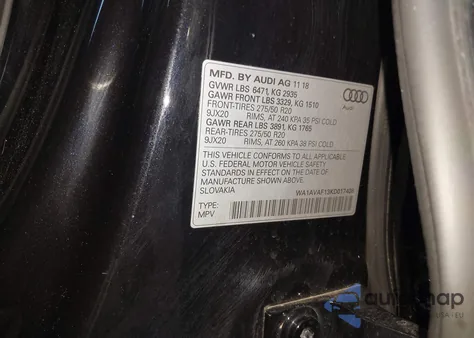 MFD. BY AUDI AG 11 18
GVWR LBS 6471, KG 2935
GAWR FRONT LBS 3329, KG 1510
FRONT-TIRES 275/50 R20
9JX20 RIMS, AT 240 KPA 35 PSI COLD
GAWR REAR LBS 3891, KG 1765
REAR-TIRES 275/50 R20
9JX20 RIMS, AT 260 KPA 38 PSI COLD
Audi
THIS VEHICLE CONFORMS TO ALL APPLICABLE
U.S. FEDERAL MOTOR VEHICLE SAFETY
STANDARDS IN EFFECT ON THE DATE OF
MANUFACTURE SHOWN ABOVE.
SLOVAKIA
TYPE:
MPV